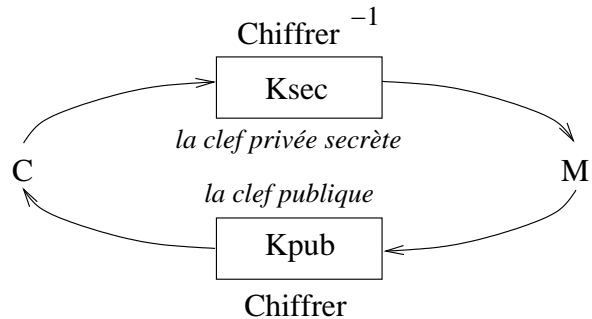 Chiffrer −1
Ksec
la clef privée secrète
C
M
la clef publique
Kpub
Chiffrer